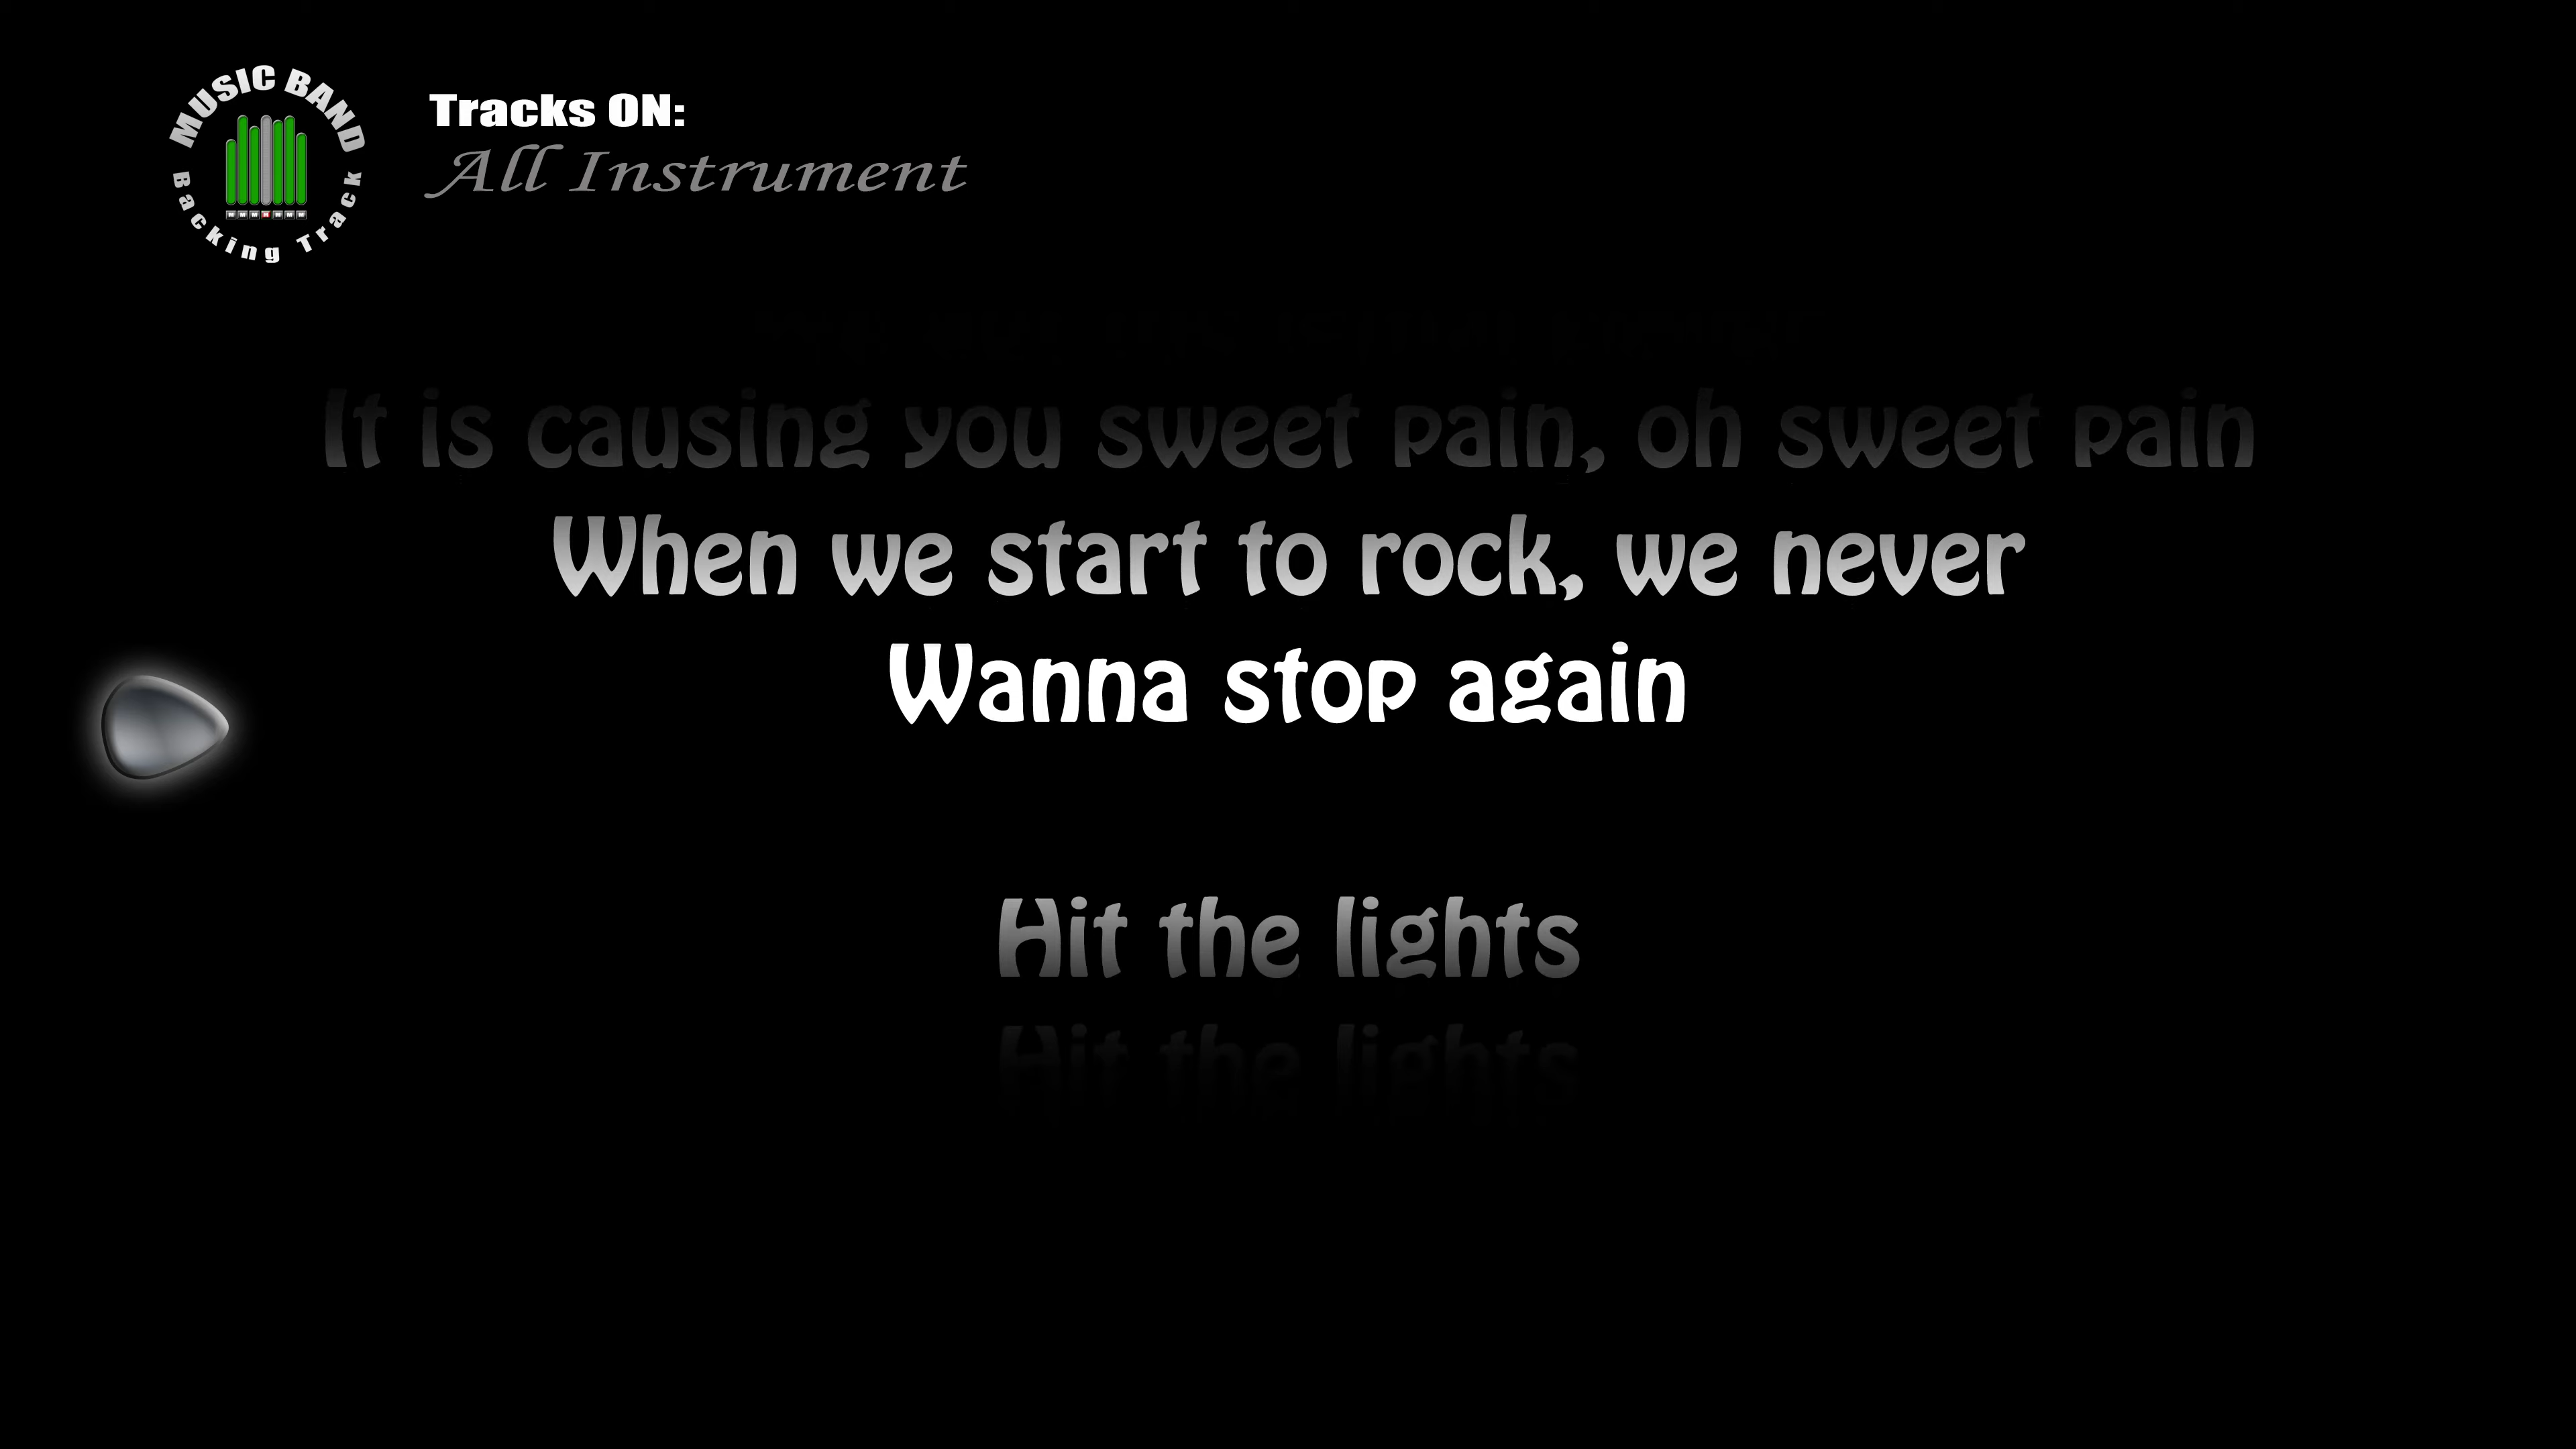 MUSIC BAND
Backing Track
Tracks ON:
All Instrument
It is causing you sweet pain, oh sweet pain
When we start to rock, we never
Wanna stop again
Hit the lights
Hit the lights